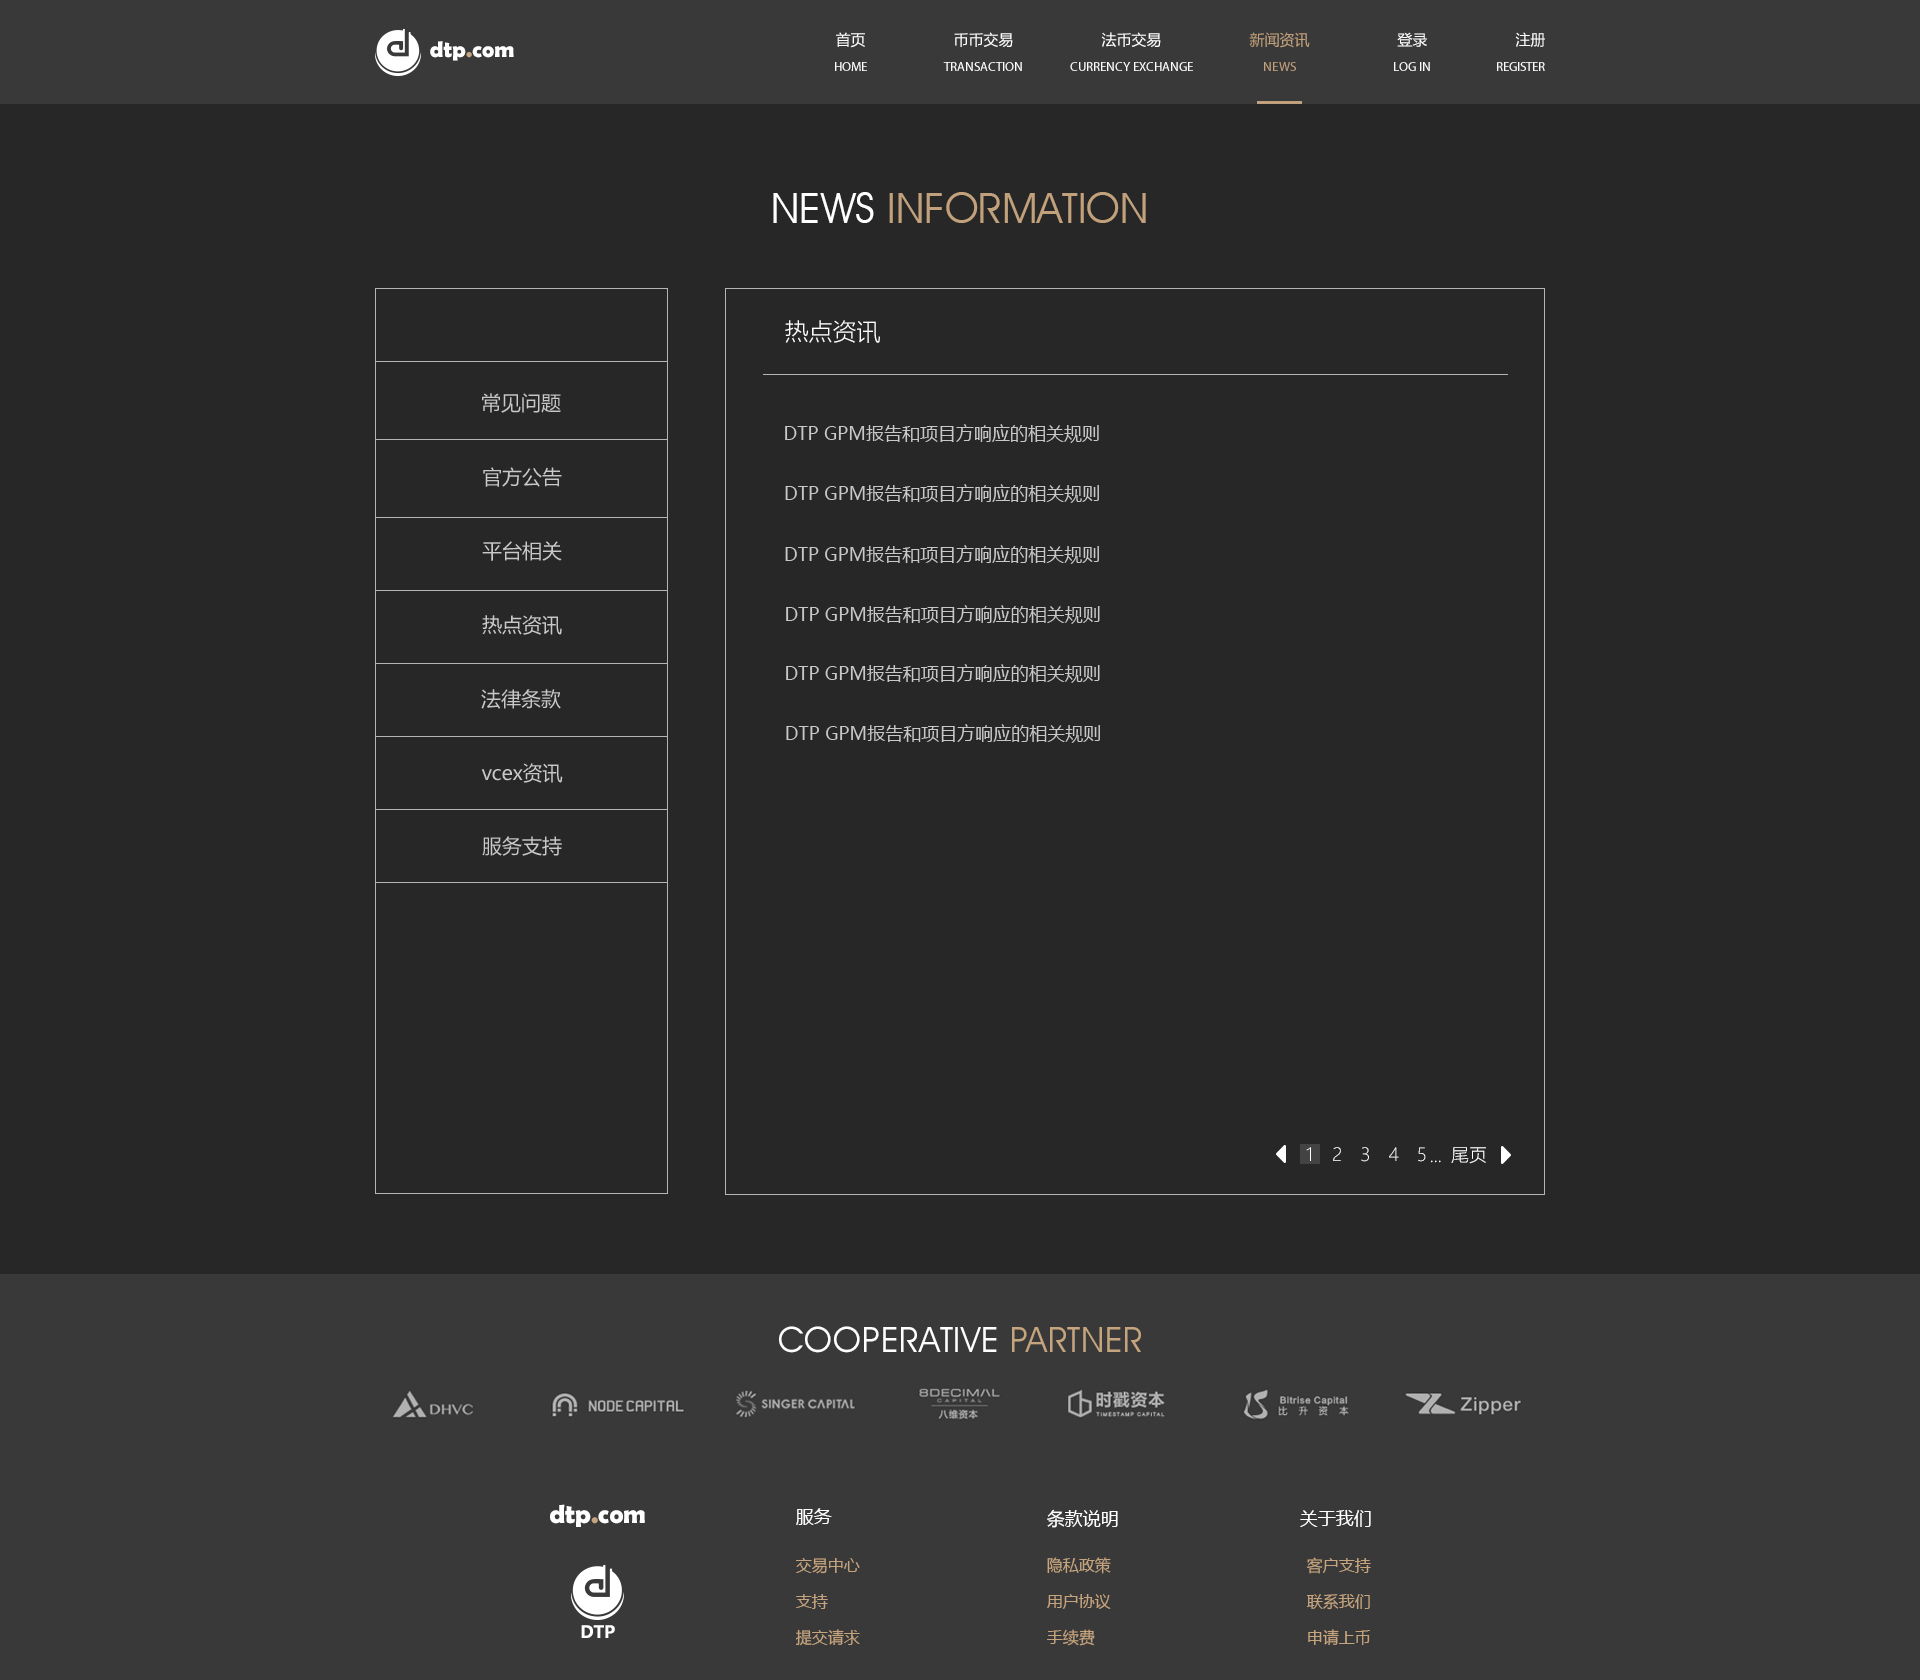 dtp.com
首页 币币交易 法币交易 新闻资讯 登录 注册
HOME TRANSACTION CURRENCY EXCHANGE NEWS LOG IN REGISTER
NEWS INFORMATION
常见问题
官方公告
平台相关
热点资讯
法律条款
vcex资讯
服务支持
热点资讯
DTP GPM报告和项目方响应的相关规则
DTP GPM报告和项目方响应的相关规则
DTP GPM报告和项目方响应的相关规则
DTP GPM报告和项目方响应的相关规则
DTP GPM报告和项目方响应的相关规则
DTP GPM报告和项目方响应的相关规则
1 2 3 4 5... 尾页
COOPERATIVE PARTNER
DHVC
NODE CAPITAL
SINGER CAPITAL
8DECIMAL
CAPITAL
八维资本
时戳资本
TIMESTAMP CAPITAL
Bitrise Capital
比升资本
Zipper
dtp.com
DTP
服务
交易中心
支持
提交请求
条款说明
隐私政策
用户协议
手续费
关于我们
客户支持
联系我们
申请上币